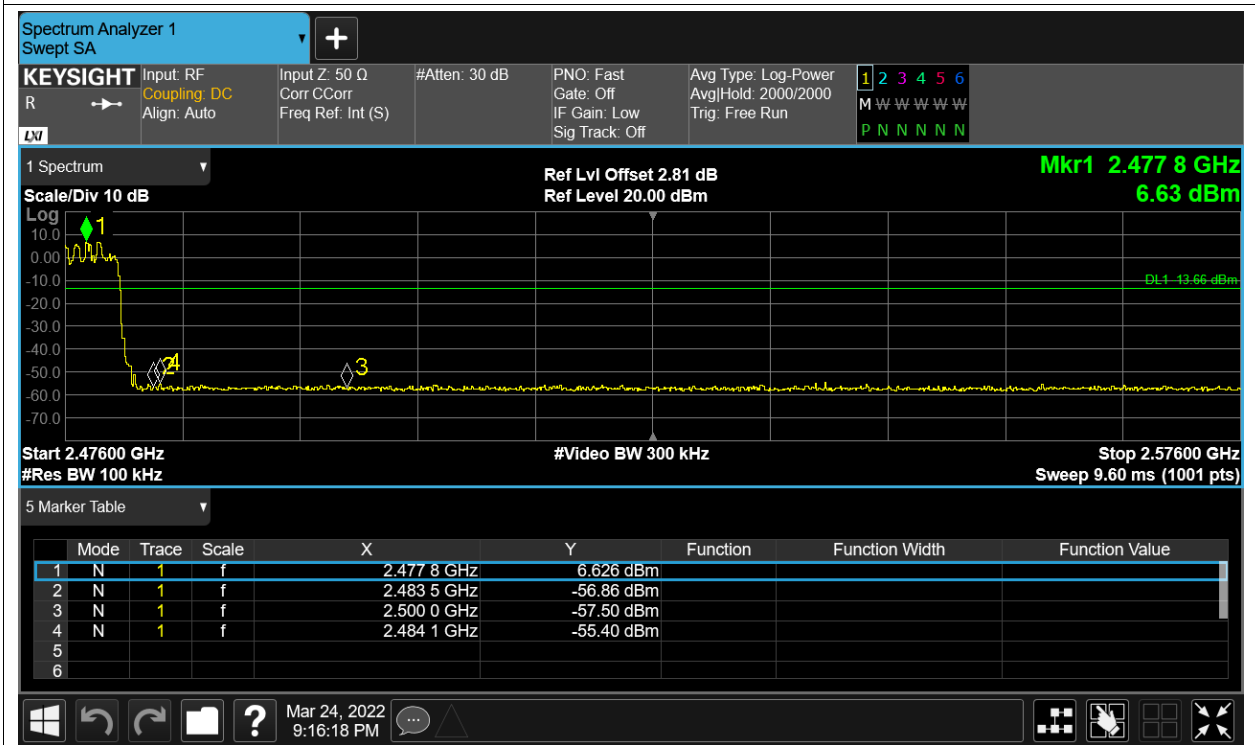 Spectrum Analyzer 1
Swept SA
+
KEYSIGHT Input: RF Input Z: 50 Ω #Atten: 30 dB PNO: Fast Avg Type: Log-Power 1 2 3 4 5 6
R Coupling: DC Corr CCorr Gate: Off Avg|Hold: 2000/2000 M W W W W W
Align: Auto Freq Ref: Int (S) IF Gain: Low Trig: Free Run
LXI Sig Track: Off P N N N N N
1 Spectrum Ref Lvl Offset 2.81 dB Mkr1 2.477 8 GHz
Scale/Div 10 dB Ref Level 20.00 dBm 6.63 dBm
Log
1
10.0
0.00
-10.0 DL1 -13.66 dBm
-20.0
-30.0
-40.0
2 4 3
-50.0
-60.0
-70.0
Start 2.47600 GHz #Video BW 300 kHz Stop 2.57600 GHz
#Res BW 100 kHz Sweep 9.60 ms (1001 pts)
5 Marker Table
Mode Trace Scale X Y Function Function Width Function Value
1 N 1 f 2.477 8 GHz 6.626 dBm
2 N 1 f 2.483 5 GHz -56.86 dBm
3 N 1 f 2.500 0 GHz -57.50 dBm
4 N 1 f 2.484 1 GHz -55.40 dBm
5
6
? Mar 24, 2022
9:16:18 PM